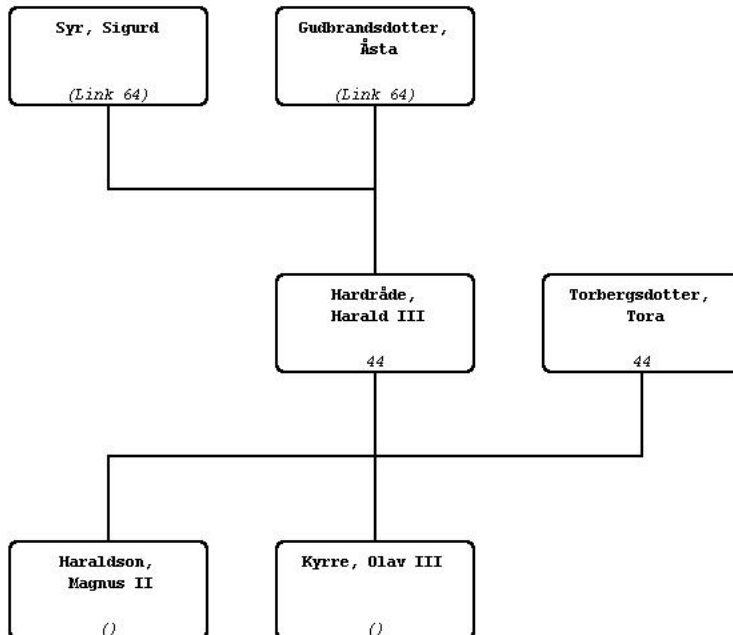 Syr, Sigurd
(Link 64)
Gudbrandsdotter,
Åsta
(Link 64)
Hardråde,
Harald III
44
Torbergsdotter,
Tora
44
Haraldson,
Magnus II
()
Kyrre, Olav III
()